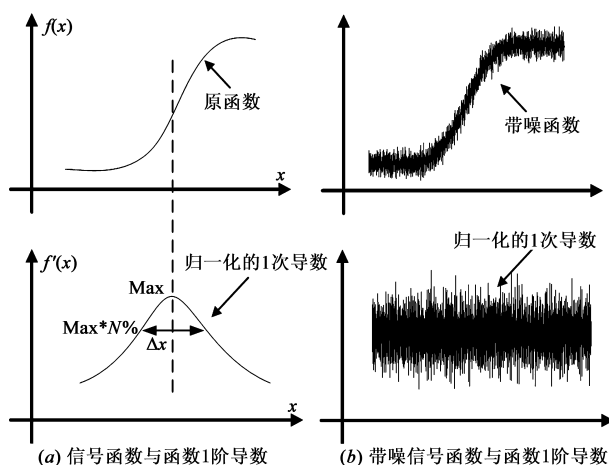 f(x)
原函数
带噪函数
x
归一化的1次导数
f'(x)
归一化的1次导数
Max
Max*N%
Δx
x
(a) 信号函数与函数1阶导数
(b) 带噪信号函数与函数1阶导数